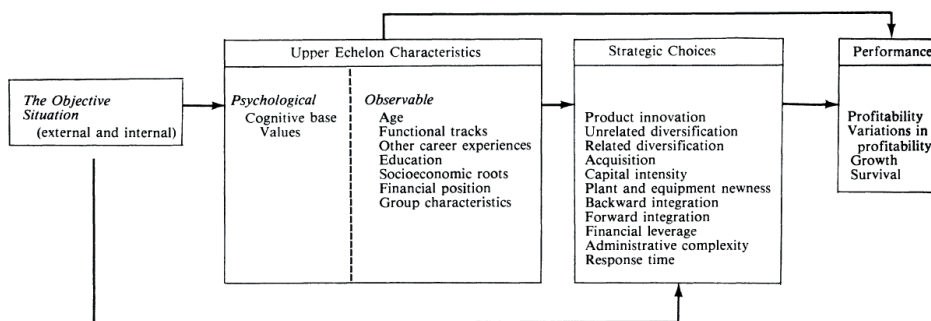 The Objective
Situation
(external and internal)
Upper Echelon Characteristics
Psychological
Cognitive base
Values
Observable
Age
Functional tracks
Other career experiences
Education
Socioeconomic roots
Financial position
Group characteristics
Strategic Choices
Product innovation
Unrelated diversification
Related diversification
Acquisition
Capital intensity
Plant and equipment newness
Backward integration
Forward integration
Financial leverage
Administrative complexity
Response time
Performance
Profitability
Variations in
profitability
Growth
Survival